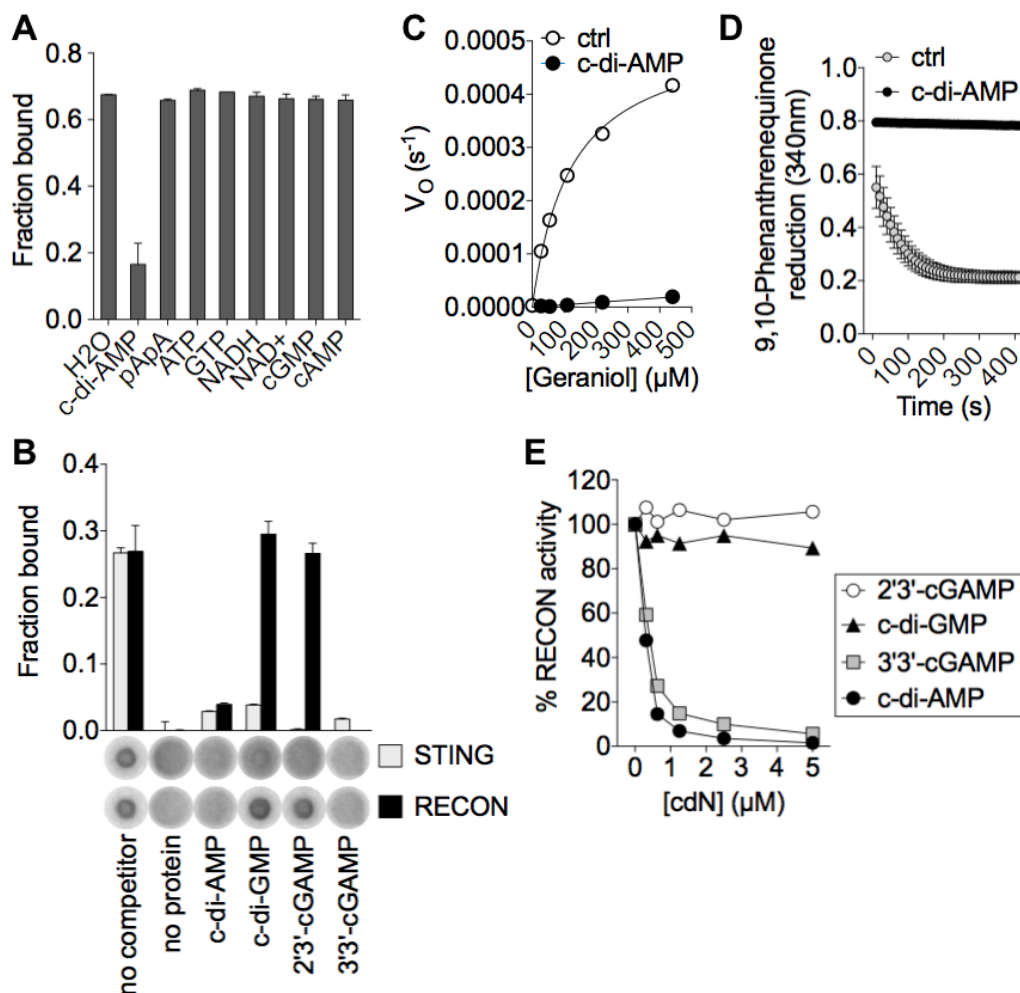 A
Fraction bound
0.8
0.6
0.4
0.2
0.0
H2O
c-di-AMP
pApA
ATP
GTP
NADH
NAD+
cGMP
cAMP
C
ctrl
c-di-AMP
V_O (s⁻¹)
0.0005
0.0004
0.0003
0.0002
0.0001
0.0000
0
100
200
300
400
500
[Geraniol] (µM)
D
ctrl
c-di-AMP
9,10-Phenanthrenequinone
reduction (340nm)
1.0
0.8
0.6
0.4
0.2
0.0
0
100
200
300
400
Time (s)
B
Fraction bound
0.4
0.3
0.2
0.1
0.0
STING
RECON
no competitor
no protein
c-di-AMP
c-di-GMP
2'3'-cGAMP
3'3'-cGAMP
E
% RECON activity
120
100
80
60
40
20
0
0
1
2
3
4
5
[cdN] (µM)
2'3'-cGAMP
c-di-GMP
3'3'-cGAMP
c-di-AMP